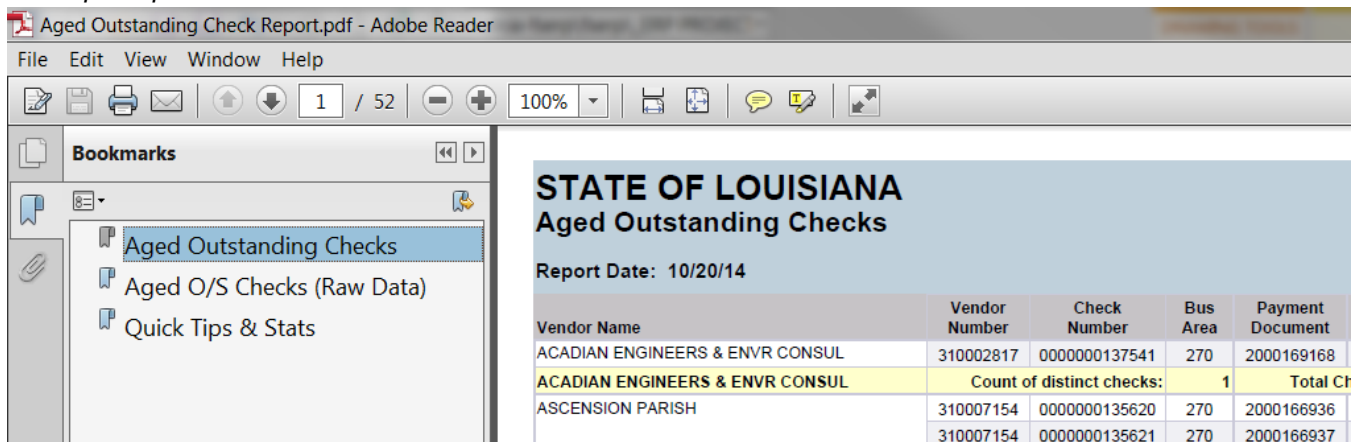 Aged Outstanding Check Report.pdf - Adobe Reader
File Edit View Window Help
1 / 52 100%
Bookmarks
Aged Outstanding Checks
Aged O/S Checks (Raw Data)
Quick Tips & Stats
STATE OF LOUISIANA
Aged Outstanding Checks
Report Date: 10/20/14
Vendor Name Vendor Number Check Number Bus Area Payment Document
ACADIAN ENGINEERS & ENVR CONSUL 310002817 0000000137541 270 2000169168
ACADIAN ENGINEERS & ENVR CONSUL Count of distinct checks: 1 Total Ch
ASCENSION PARISH 310007154 0000000135620 270 2000166936
310007154 0000000135621 270 2000166937